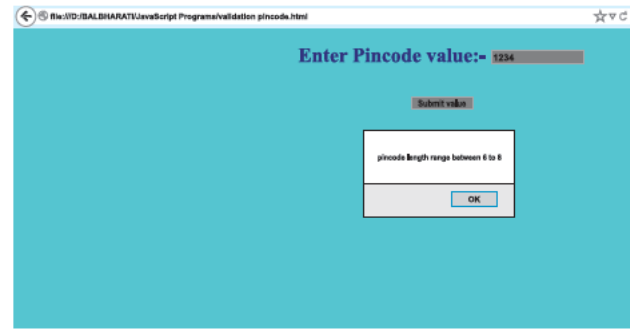 file:///D:/BALBHARATI/JavaScript Programs/validation pincode.html
Enter Pincode value:- 1234
Submit value
pincode length range between 6 to 8
OK